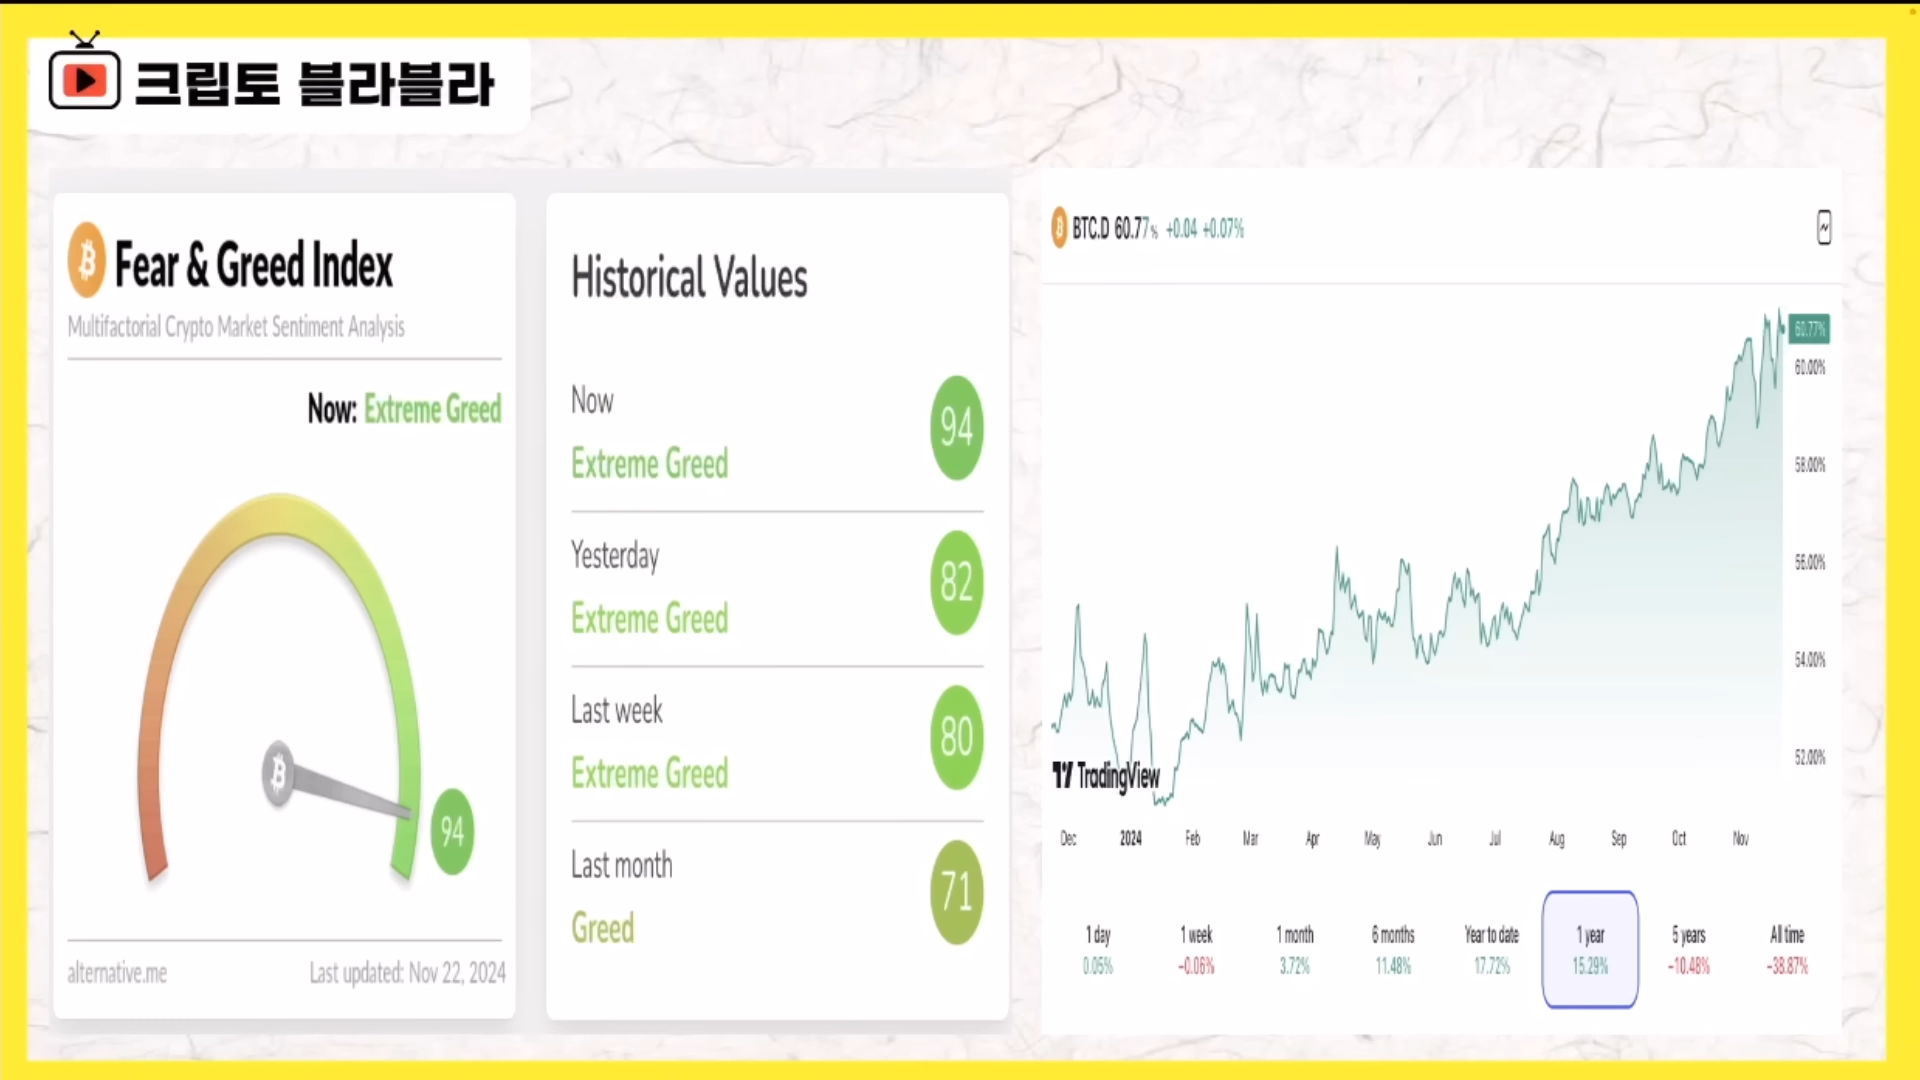 크립토 블라블라
Fear & Greed Index
Multifactorial Crypto Market Sentiment Analysis
Now: Extreme Greed
94
alternative.me
Last updated: Nov 22, 2024
Historical Values
Now
Extreme Greed
94
Yesterday
Extreme Greed
82
Last week
Extreme Greed
80
Last month
Greed
71
BTC.D 60.77% +0.04 +0.07%
60.77%
60.00%
58.00%
56.00%
54.00%
52.00%
TradingView
Dec 2024 Feb Mar Apr May Jun Jul Aug Sep Oct Nov
1 day 1 week 1 month 6 months Year to date 1 year 5 years All time
0.05% −0.06% 3.72% 11.48% 17.72% 15.29% −10.48% −38.87%